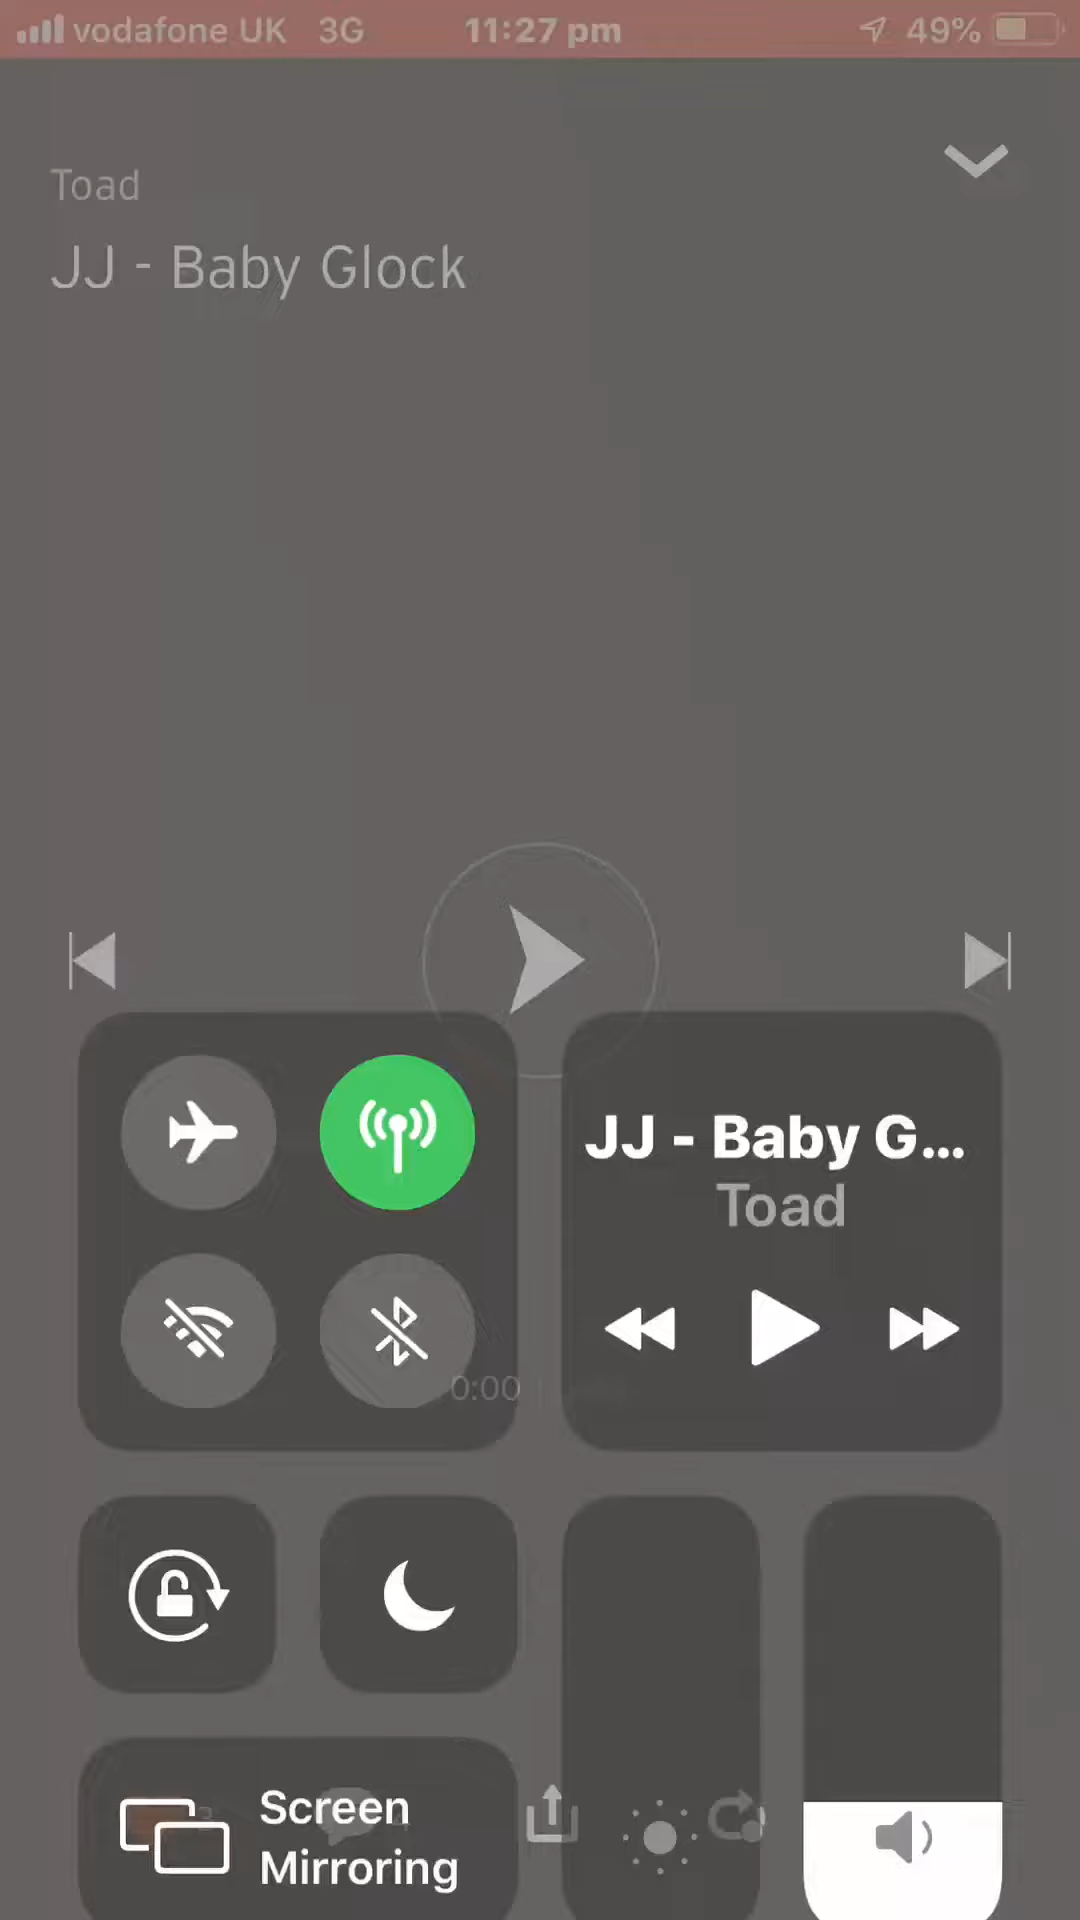 vodafone UK 3G 11:27 pm 49%
Toad
JJ - Baby Glock
JJ - Baby G...
Toad
0:00
Screen
Mirroring